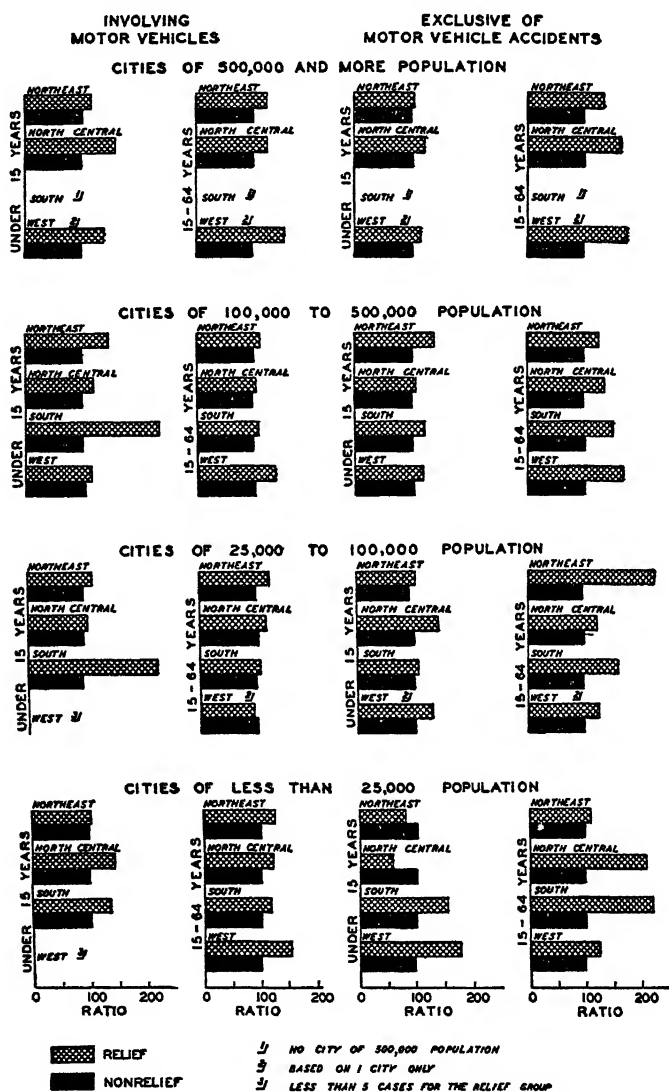 INVOLVING
MOTOR VEHICLES
EXCLUSIVE OF
MOTOR VEHICLE ACCIDENTS
CITIES OF 500,000 AND MORE POPULATION
UNDER 15 YEARS
NORTHEAST
NORTH CENTRAL
SOUTH 1/
WEST 2/
15-64 YEARS
NORTHEAST
NORTH CENTRAL
SOUTH
WEST 2/
UNDER 15 YEARS
NORTHEAST
NORTH CENTRAL
SOUTH
WEST 2/
15-64 YEARS
NORTHEAST
NORTH CENTRAL
SOUTH 1/
WEST 2/
CITIES OF 100,000 TO 500,000 POPULATION
UNDER 15 YEARS
NORTHEAST
NORTH CENTRAL
SOUTH
WEST
15-64 YEARS
NORTHEAST
NORTH CENTRAL
SOUTH
WEST
UNDER 15 YEARS
NORTHEAST
NORTH CENTRAL
SOUTH
WEST
15-64 YEARS
NORTHEAST
NORTH CENTRAL
SOUTH
WEST
CITIES OF 25,000 TO 100,000 POPULATION
UNDER 15 YEARS
NORTHEAST
NORTH CENTRAL
SOUTH
WEST
15-64 YEARS
NORTHEAST
NORTH CENTRAL
SOUTH
WEST
UNDER 15 YEARS
NORTHEAST
NORTH CENTRAL
SOUTH
WEST
15-64 YEARS
NORTHEAST
NORTH CENTRAL
SOUTH
WEST
CITIES OF LESS THAN 25,000 POPULATION
UNDER 15 YEARS
NORTHEAST
NORTH CENTRAL
SOUTH
WEST
15-64 YEARS
NORTHEAST
NORTH CENTRAL
SOUTH
WEST
UNDER 15 YEARS
NORTHEAST
NORTH CENTRAL
SOUTH
WEST
15-64 YEARS
NORTHEAST
NORTH CENTRAL
SOUTH
WEST
0 100 200
RATIO
0 100 200
RATIO
0 100 200
RATIO
0 100 200
RATIO
RELIEF
NONRELIEF
1/ NO CITY OF 500,000 POPULATION
BASED ON 1 CITY ONLY
LESS THAN 5 CASES FOR THE RELIEF GROUP